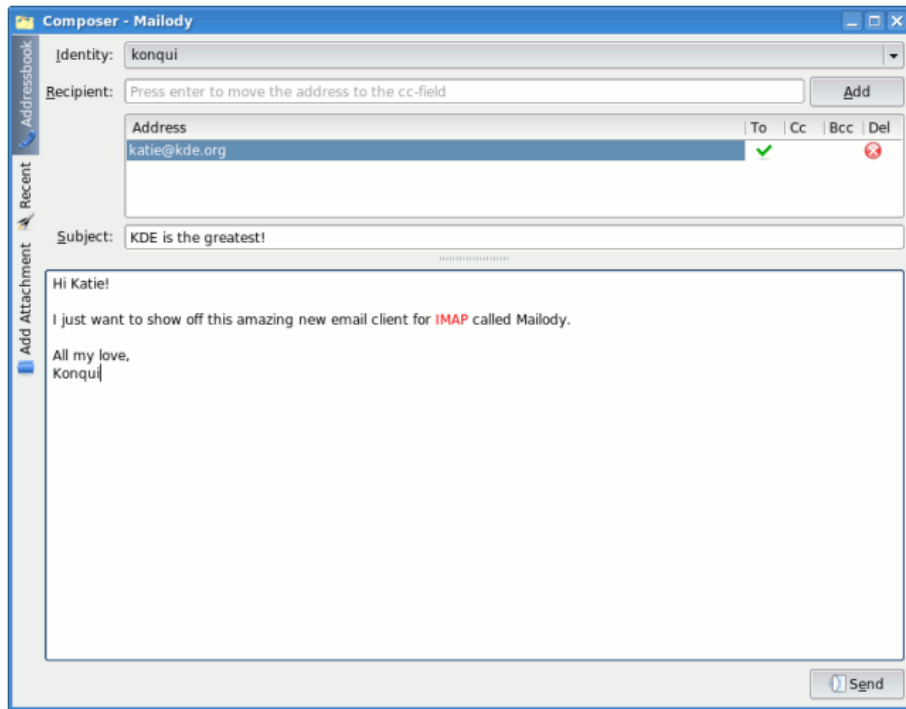 Composer - Mailody
Addressbook
Recent
Add Attachment
Identity: konqui
Recipient: Press enter to move the address to the cc-field Add
Address To Cc Bcc Del
katie@kde.org
Subject: KDE is the greatest!
Hi Katie!
I just want to show off this amazing new email client for IMAP called Mailody.
All my love,
Konqui
Send